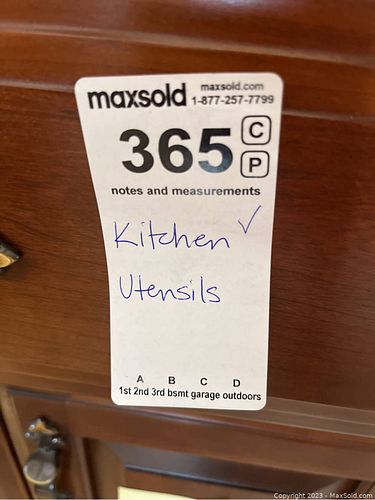 maxsold maxsold.com
1-877-257-7799
365 C
P
notes and measurements
Kitchen ✓
Utensils
A B C D
1st 2nd 3rd bsmt garage outdoors
Copyright 2023 - MaxSold.com